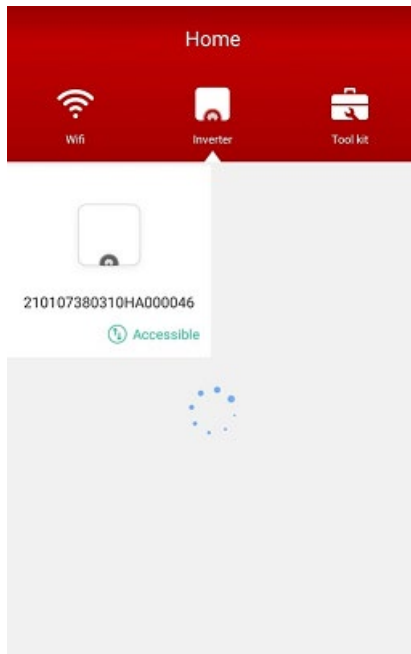 Home
Wifi
Inverter
Tool kit
210107380310HA000046
Accessible